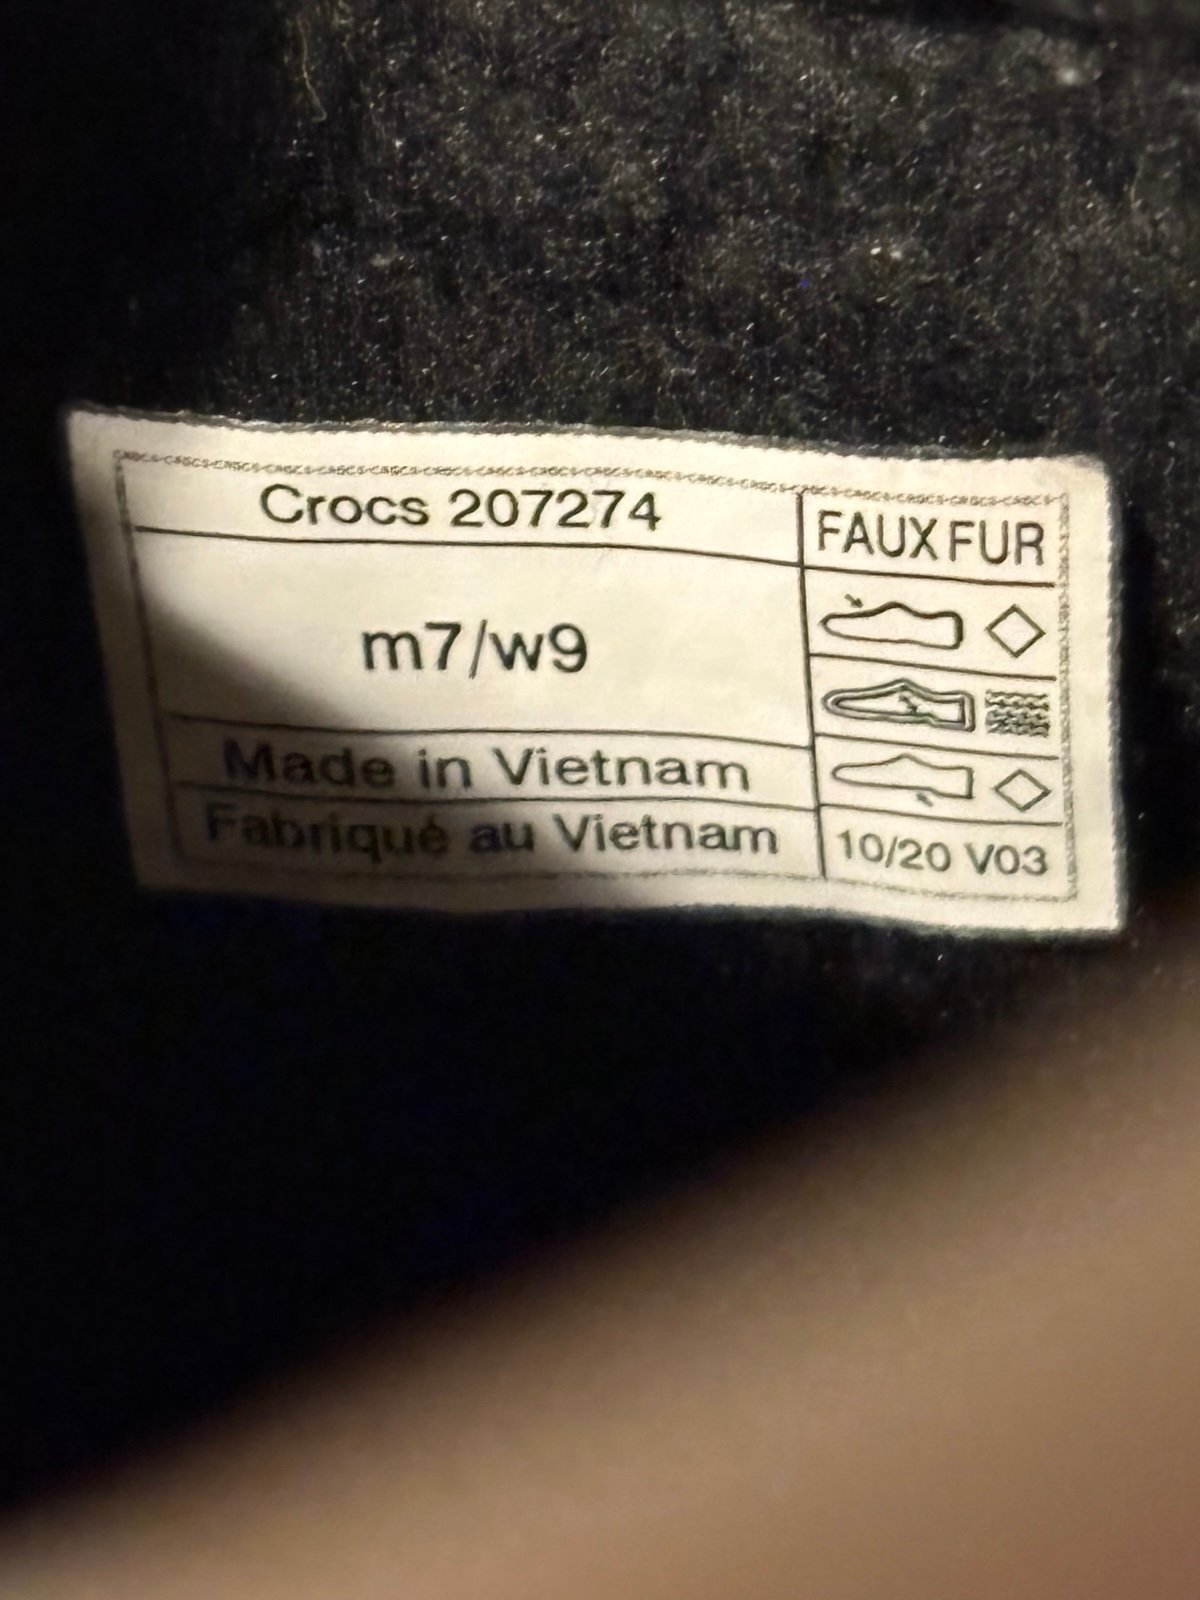 Crocs 207274
FAUX FUR
m7/w9
Made in Vietnam
Fabriqué au Vietnam
10/20 V03